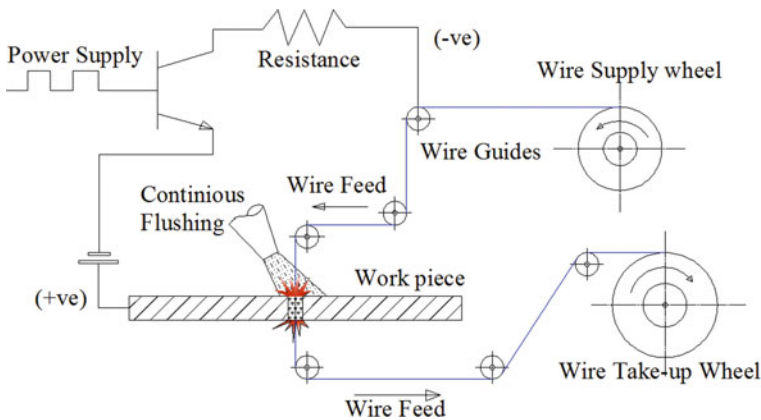 (-ve)
Power Supply
Resistance
Wire Supply wheel
Wire Guides
Wire Feed
Continious
Flushing
Work piece
(+ve)
Wire Take-up Wheel
Wire Feed